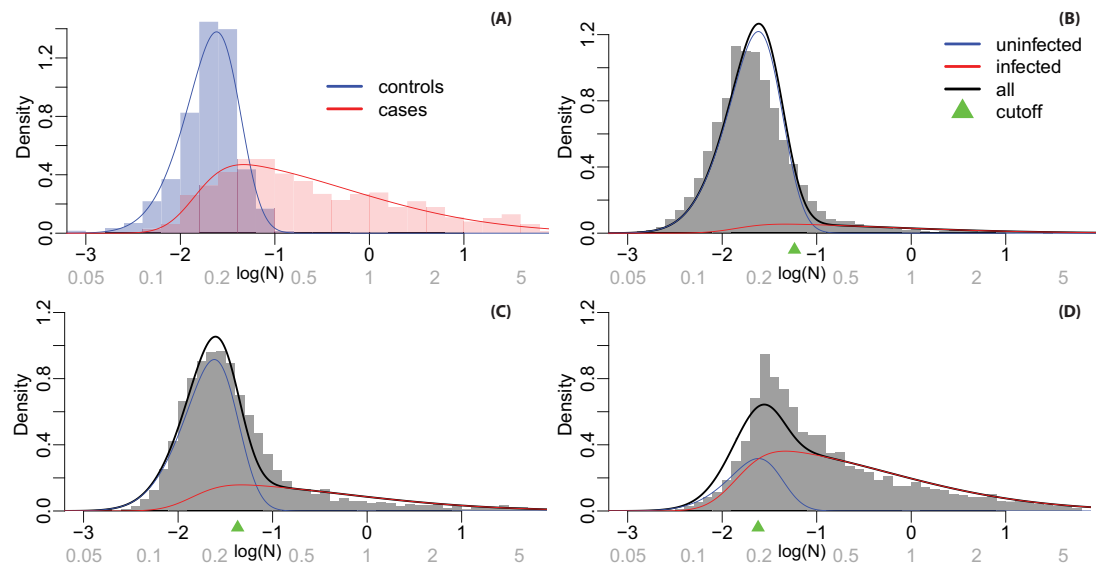 (A)
Density
0.0 0.4 0.8 1.2
controls
cases
−3 −2 −1 0 1
0.05 0.1 0.2 0.5 1 2 5
log(N)
(B)
Density
0.0 0.4 0.8 1.2
uninfected
infected
all
cutoff
−3 −2 −1 0 1
0.05 0.1 0.2 0.5 1 2 5
log(N)
(C)
Density
0.0 0.4 0.8 1.2
−3 −2 −1 0 1
0.05 0.1 0.2 0.5 1 2 5
log(N)
(D)
Density
0.0 0.4 0.8 1.2
−3 −2 −1 0 1
0.05 0.1 0.2 0.5 1 2 5
log(N)